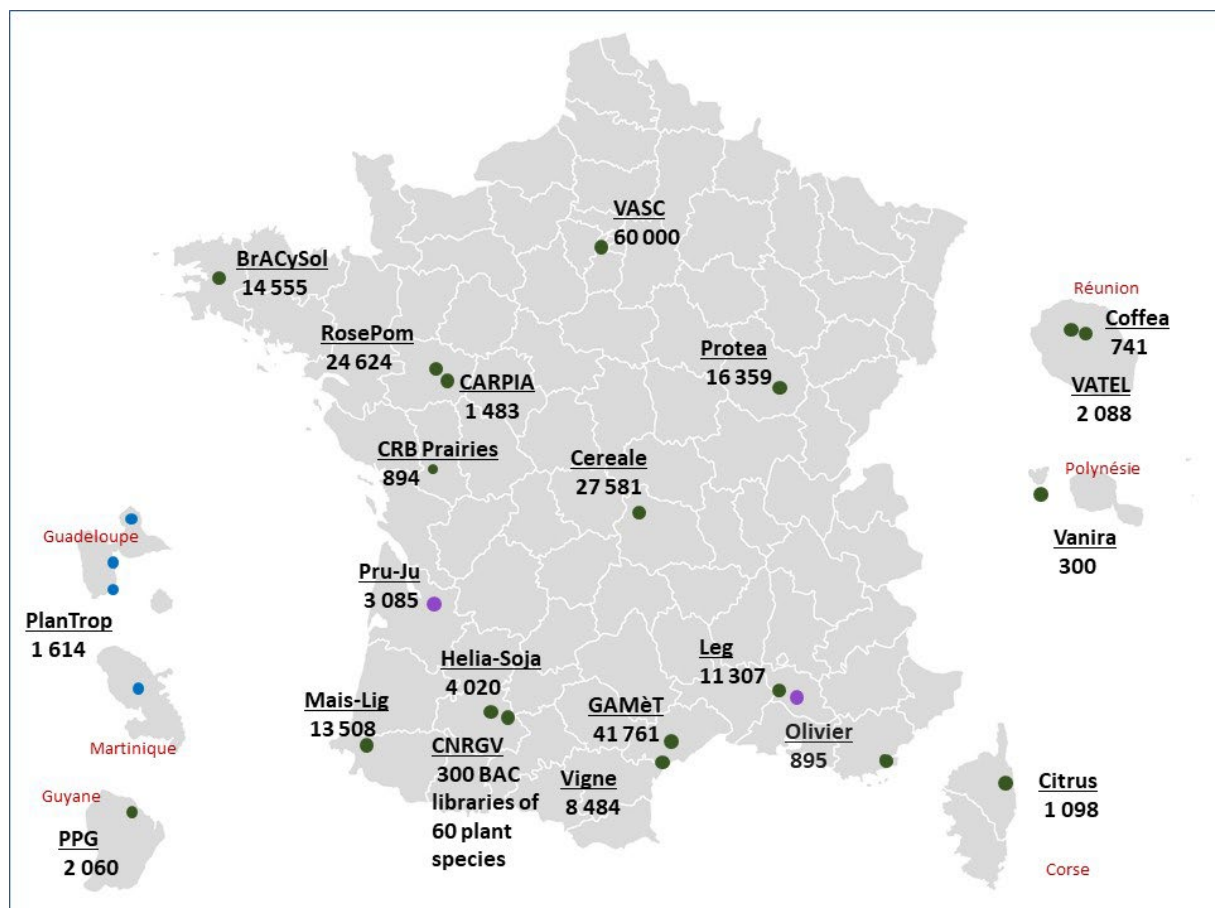 VASC
60 000
BrACySol
14 555
Réunion
Coffea
741
VATEL
2 088
RosePom
24 624
CARPIA
1 483
Protea
16 359
CRB Prairies
894
Cereale
27 581
Polynésie
Vanira
300
Guadeloupe
PlanTrop
1 614
Martinique
Pru-Ju
3 085
Helia-Soja
4 020
Leg
11 307
Mais-Lig
13 508
GAMèT
41 761
Olivier
895
CNRGV
300 BAC
libraries of
60 plant
species
Vigne
8 484
Citrus
1 098
Corse
Guyane
PPG
2 060